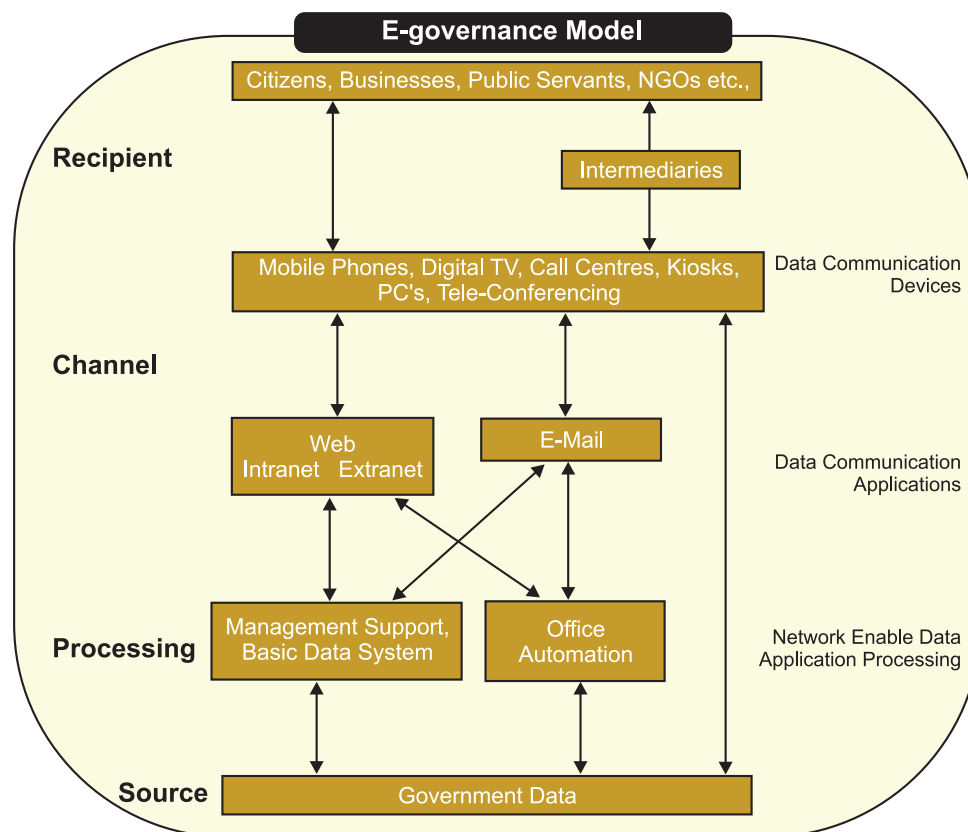 E-governance Model
Citizens, Businesses, Public Servants, NGOs etc.,
Recipient
Intermediaries
Mobile Phones, Digital TV, Call Centres, Kiosks,
PC's, Tele-Conferencing
Data Communication
Devices
Channel
Web
Intranet Extranet
E-Mail
Data Communication
Applications
Processing
Management Support,
Basic Data System
Office
Automation
Network Enable Data
Application Processing
Source
Government Data